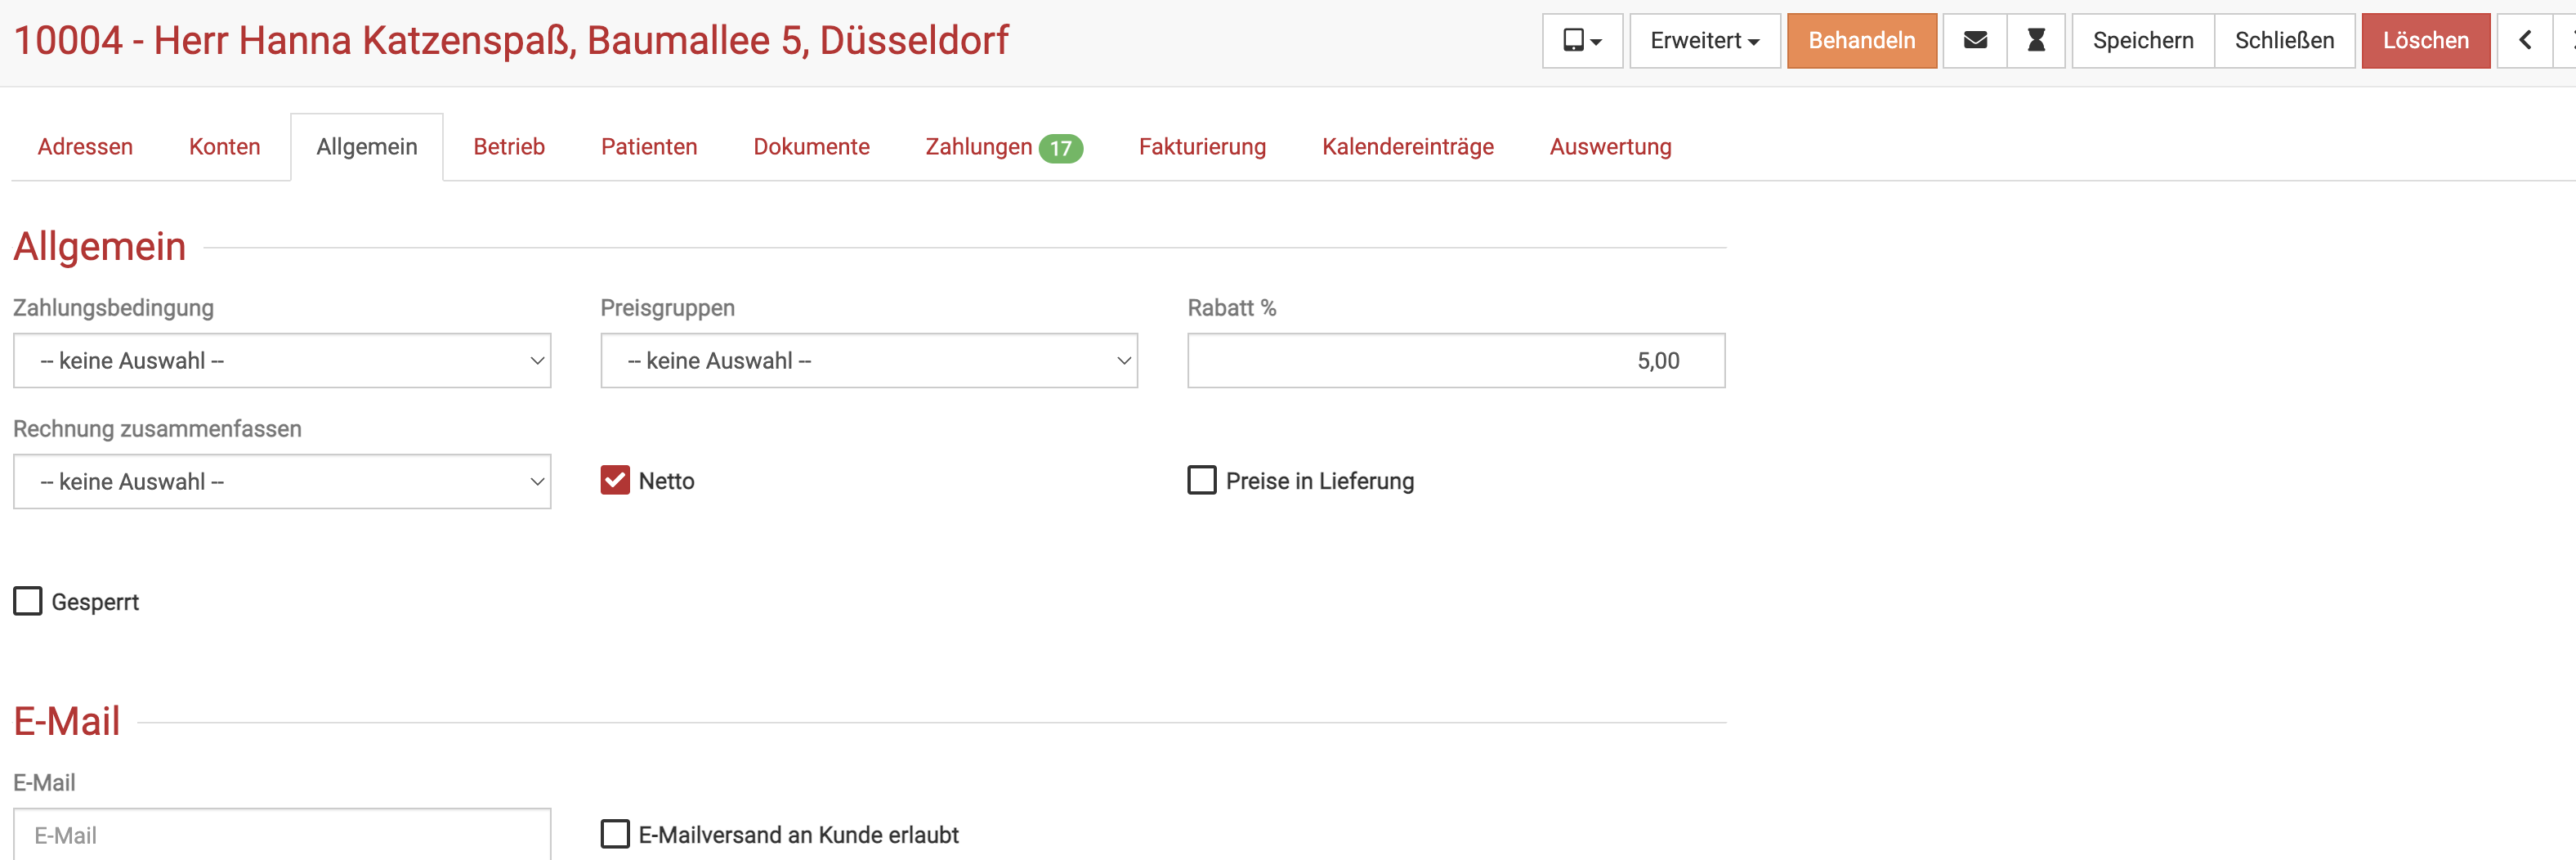 10004 - Herr Hanna Katzenspaß, Baumallee 5, Düsseldorf
Erweitert Behandeln Speichern Schließen Löschen
Adressen Konten Allgemein Betrieb Patienten Dokumente Zahlungen 17 Fakturierung Kalendereinträge Auswertung
Allgemein
Zahlungsbedingung Preisgruppen Rabatt %
-- keine Auswahl -- -- keine Auswahl -- 5,00
Rechnung zusammenfassen
-- keine Auswahl -- Netto Preise in Lieferung
Gesperrt
E-Mail
E-Mail
E-Mail E-Mailversand an Kunde erlaubt